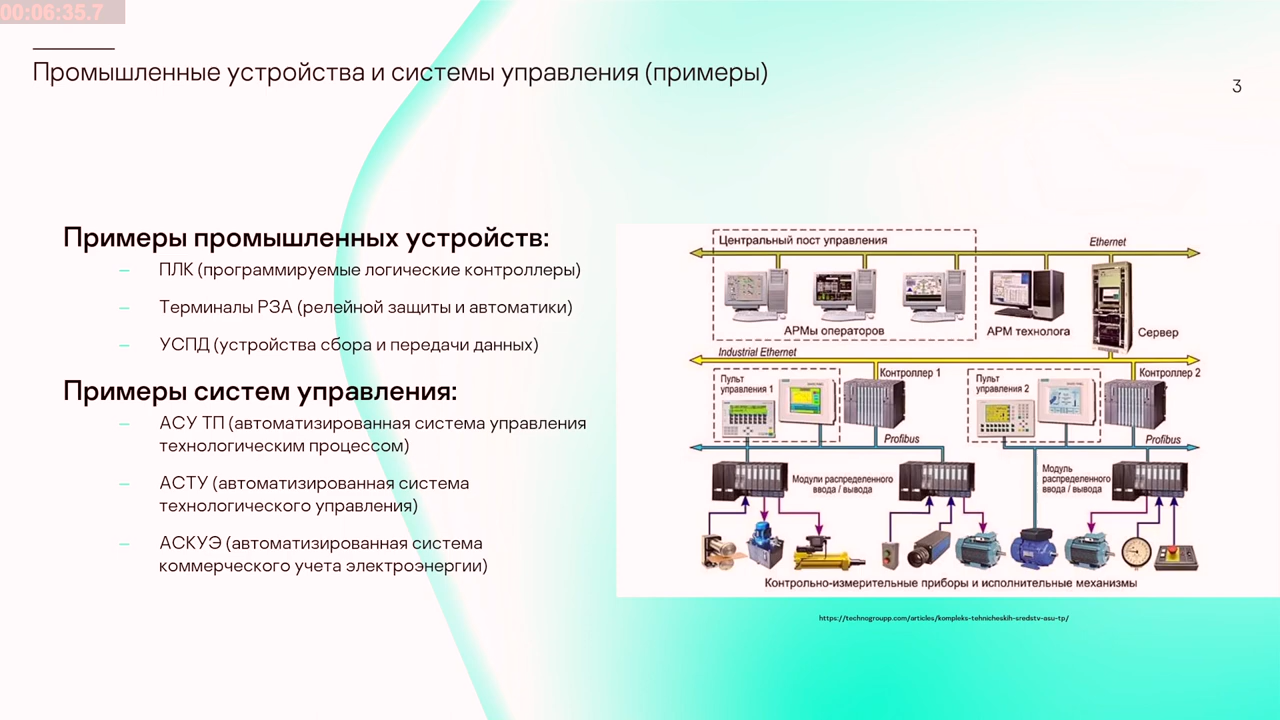 00:06:35.7
Промышленные устройства и системы управления (примеры)
3
Примеры промышленных устройств:
– ПЛК (программируемые логические контроллеры)
– Терминалы РЗА (релейной защиты и автоматики)
– УСПД (устройства сбора и передачи данных)
Примеры систем управления:
– АСУ ТП (автоматизированная система управления
технологическим процессом)
– АСТУ (автоматизированная система
технологического управления)
– АСКУЭ (автоматизированная система
коммерческого учета электроэнергии)
Центральный пост управления
Ethernet
АРМы операторов
АРМ технолога
Сервер
Industrial Ethernet
Пульт
управления 1
Контроллер 1
Пульт
управления 2
Контроллер 2
Profibus
Profibus
Модули распределенного
ввода / вывода
Модуль
распределенного
ввода / вывода
Контрольно-измерительные приборы и исполнительные механизмы
https://technogroupp.com/articles/kompleks-tehnicheskih-sredstv-asu-tp/